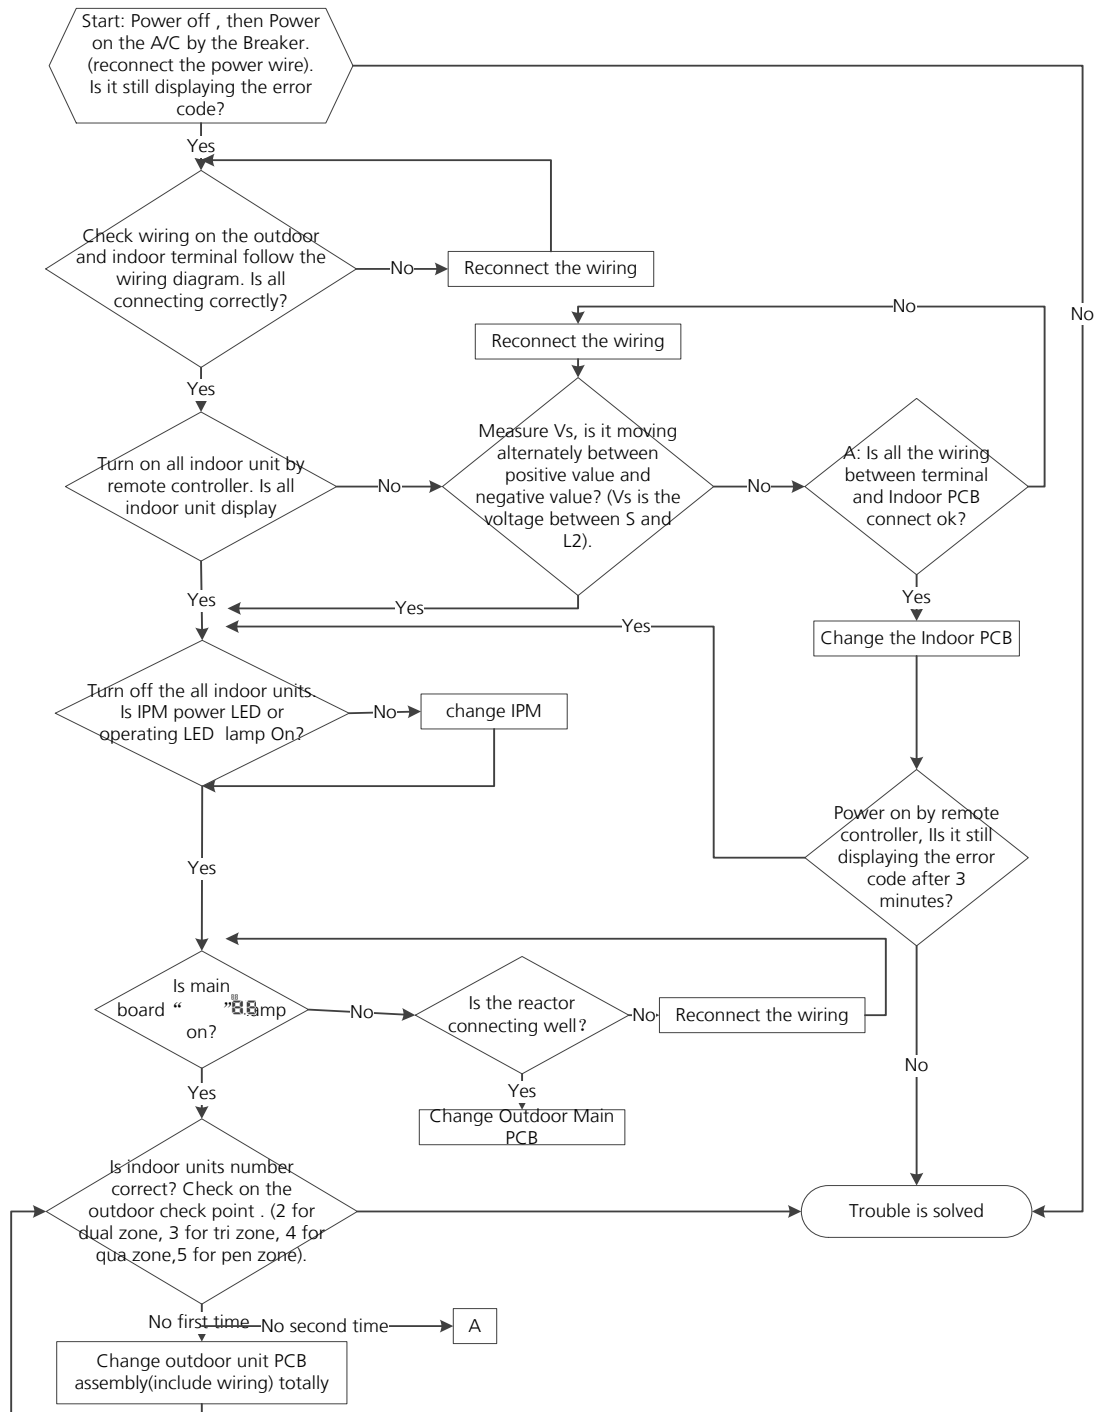 Start: Power off , then Power
on the A/C by the Breaker.
(reconnect the power wire).
Is it still displaying the error
code?
Yes
No
Check wiring on the outdoor
and indoor terminal follow the
wiring diagram. Is all
connecting correctly?
No
Reconnect the wiring
Yes
No
Reconnect the wiring
Turn on all indoor unit by
remote controller. Is all
indoor unit display
No
Measure Vs, is it moving
alternately between
positive value and
negative value? (Vs is the
voltage between S and
L2).
No
A: Is all the wiring
between terminal
and Indoor PCB
connect ok?
Yes
Yes
Yes
Yes
Change the Indoor PCB
Turn off the all indoor units.
Is IPM power LED or
operating LED lamp On?
No
change IPM
Power on by remote
controller, IIs it still
displaying the error
code after 3
minutes?
Yes
No
Is main
board “ ”
on?
No
Is the reactor
connecting well?
No
Reconnect the wiring
Yes
Change Outdoor Main
PCB
Yes
Is indoor units number
correct? Check on the
outdoor check point . (2 for
dual zone, 3 for tri zone, 4 for
qua zone,5 for pen zone).
Trouble is solved
No first time
No second time
A
Change outdoor unit PCB
assembly(include wiring) totally